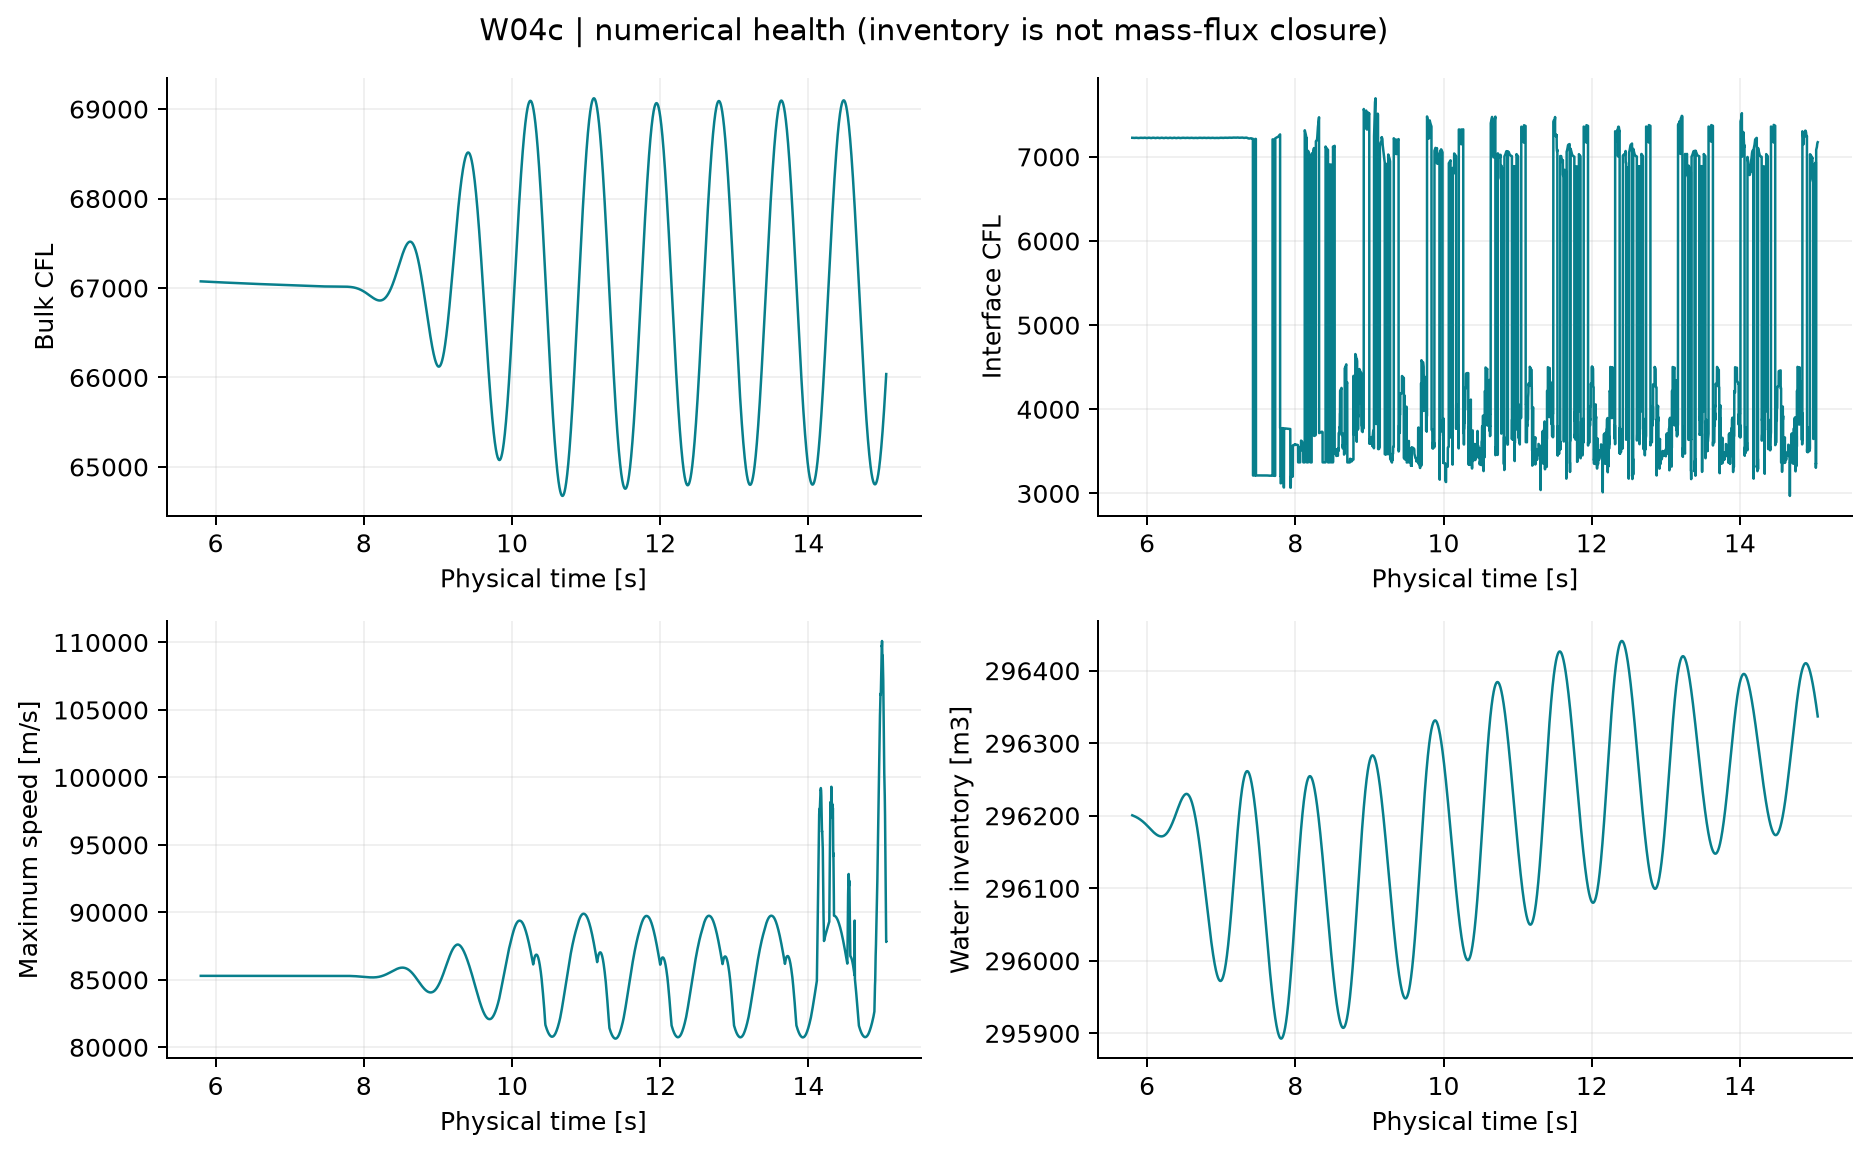 W04c | numerical health (inventory is not mass-flux closure)
69000
68000
67000
66000
65000
Bulk CFL
6 8 10 12 14
Physical time [s]
7000
6000
5000
4000
3000
Interface CFL
6 8 10 12 14
Physical time [s]
110000
105000
100000
95000
90000
85000
80000
Maximum speed [m/s]
6 8 10 12 14
Physical time [s]
296400
296300
296200
296100
296000
295900
Water inventory [m3]
6 8 10 12 14
Physical time [s]